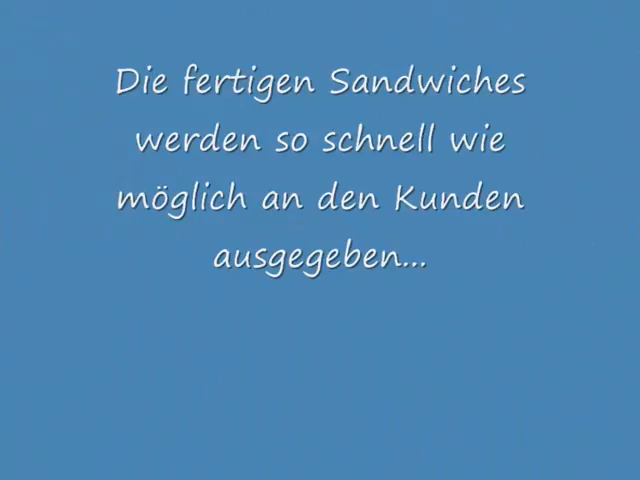 Die fertigen Sandwiches
werden so schnell wie
möglich an den Kunden
ausgegeben...